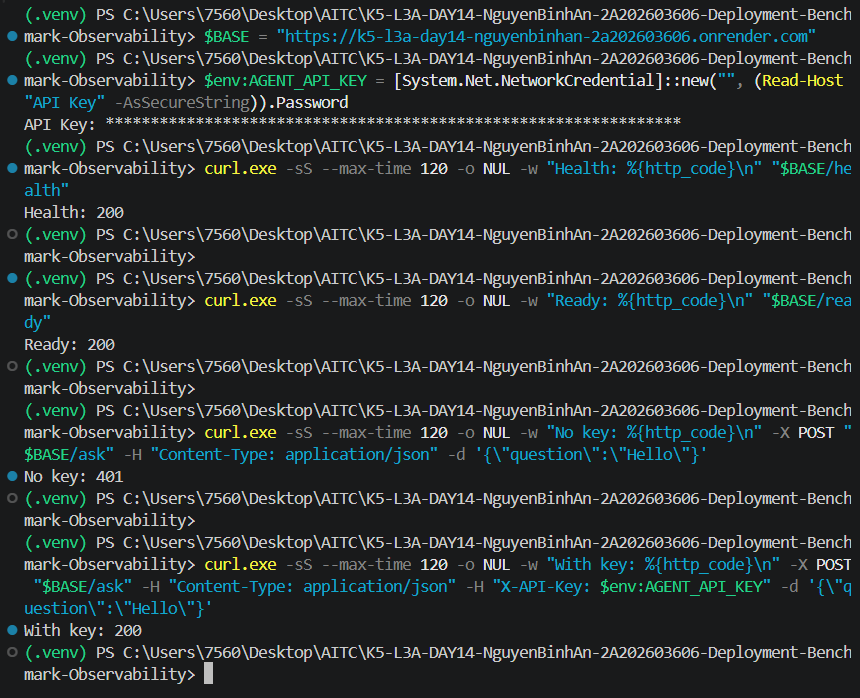 (.venv) PS C:\Users\7560\Desktop\AITC\K5-L3A-DAY14-NguyenBinhAn-2A202603606-Deployment-Bench
mark-Observability> $BASE = "https://k5-l3a-day14-nguyenbinhan-2a202603606.onrender.com"
(.venv) PS C:\Users\7560\Desktop\AITC\K5-L3A-DAY14-NguyenBinhAn-2A202603606-Deployment-Bench
mark-Observability> $env:AGENT_API_KEY = [System.Net.NetworkCredential]::new("", (Read-Host
"API Key" -AsSecureString)).Password
API Key: ****************************************************************
(.venv) PS C:\Users\7560\Desktop\AITC\K5-L3A-DAY14-NguyenBinhAn-2A202603606-Deployment-Bench
mark-Observability> curl.exe -sS --max-time 120 -o NUL -w "Health: %{http_code}\n" "$BASE/he
alth"
Health: 200
(.venv) PS C:\Users\7560\Desktop\AITC\K5-L3A-DAY14-NguyenBinhAn-2A202603606-Deployment-Bench
mark-Observability>
(.venv) PS C:\Users\7560\Desktop\AITC\K5-L3A-DAY14-NguyenBinhAn-2A202603606-Deployment-Bench
mark-Observability> curl.exe -sS --max-time 120 -o NUL -w "Ready: %{http_code}\n" "$BASE/rea
dy"
Ready: 200
(.venv) PS C:\Users\7560\Desktop\AITC\K5-L3A-DAY14-NguyenBinhAn-2A202603606-Deployment-Bench
mark-Observability>
(.venv) PS C:\Users\7560\Desktop\AITC\K5-L3A-DAY14-NguyenBinhAn-2A202603606-Deployment-Bench
mark-Observability> curl.exe -sS --max-time 120 -o NUL -w "No key: %{http_code}\n" -X POST "
$BASE/ask" -H "Content-Type: application/json" -d '{\"question\":\"Hello\"}'
No key: 401
(.venv) PS C:\Users\7560\Desktop\AITC\K5-L3A-DAY14-NguyenBinhAn-2A202603606-Deployment-Bench
mark-Observability>
(.venv) PS C:\Users\7560\Desktop\AITC\K5-L3A-DAY14-NguyenBinhAn-2A202603606-Deployment-Bench
mark-Observability> curl.exe -sS --max-time 120 -o NUL -w "With key: %{http_code}\n" -X POST
"$BASE/ask" -H "Content-Type: application/json" -H "X-API-Key: $env:AGENT_API_KEY" -d '{\"q
uestion\":\"Hello\"}'
With key: 200
(.venv) PS C:\Users\7560\Desktop\AITC\K5-L3A-DAY14-NguyenBinhAn-2A202603606-Deployment-Bench
mark-Observability>